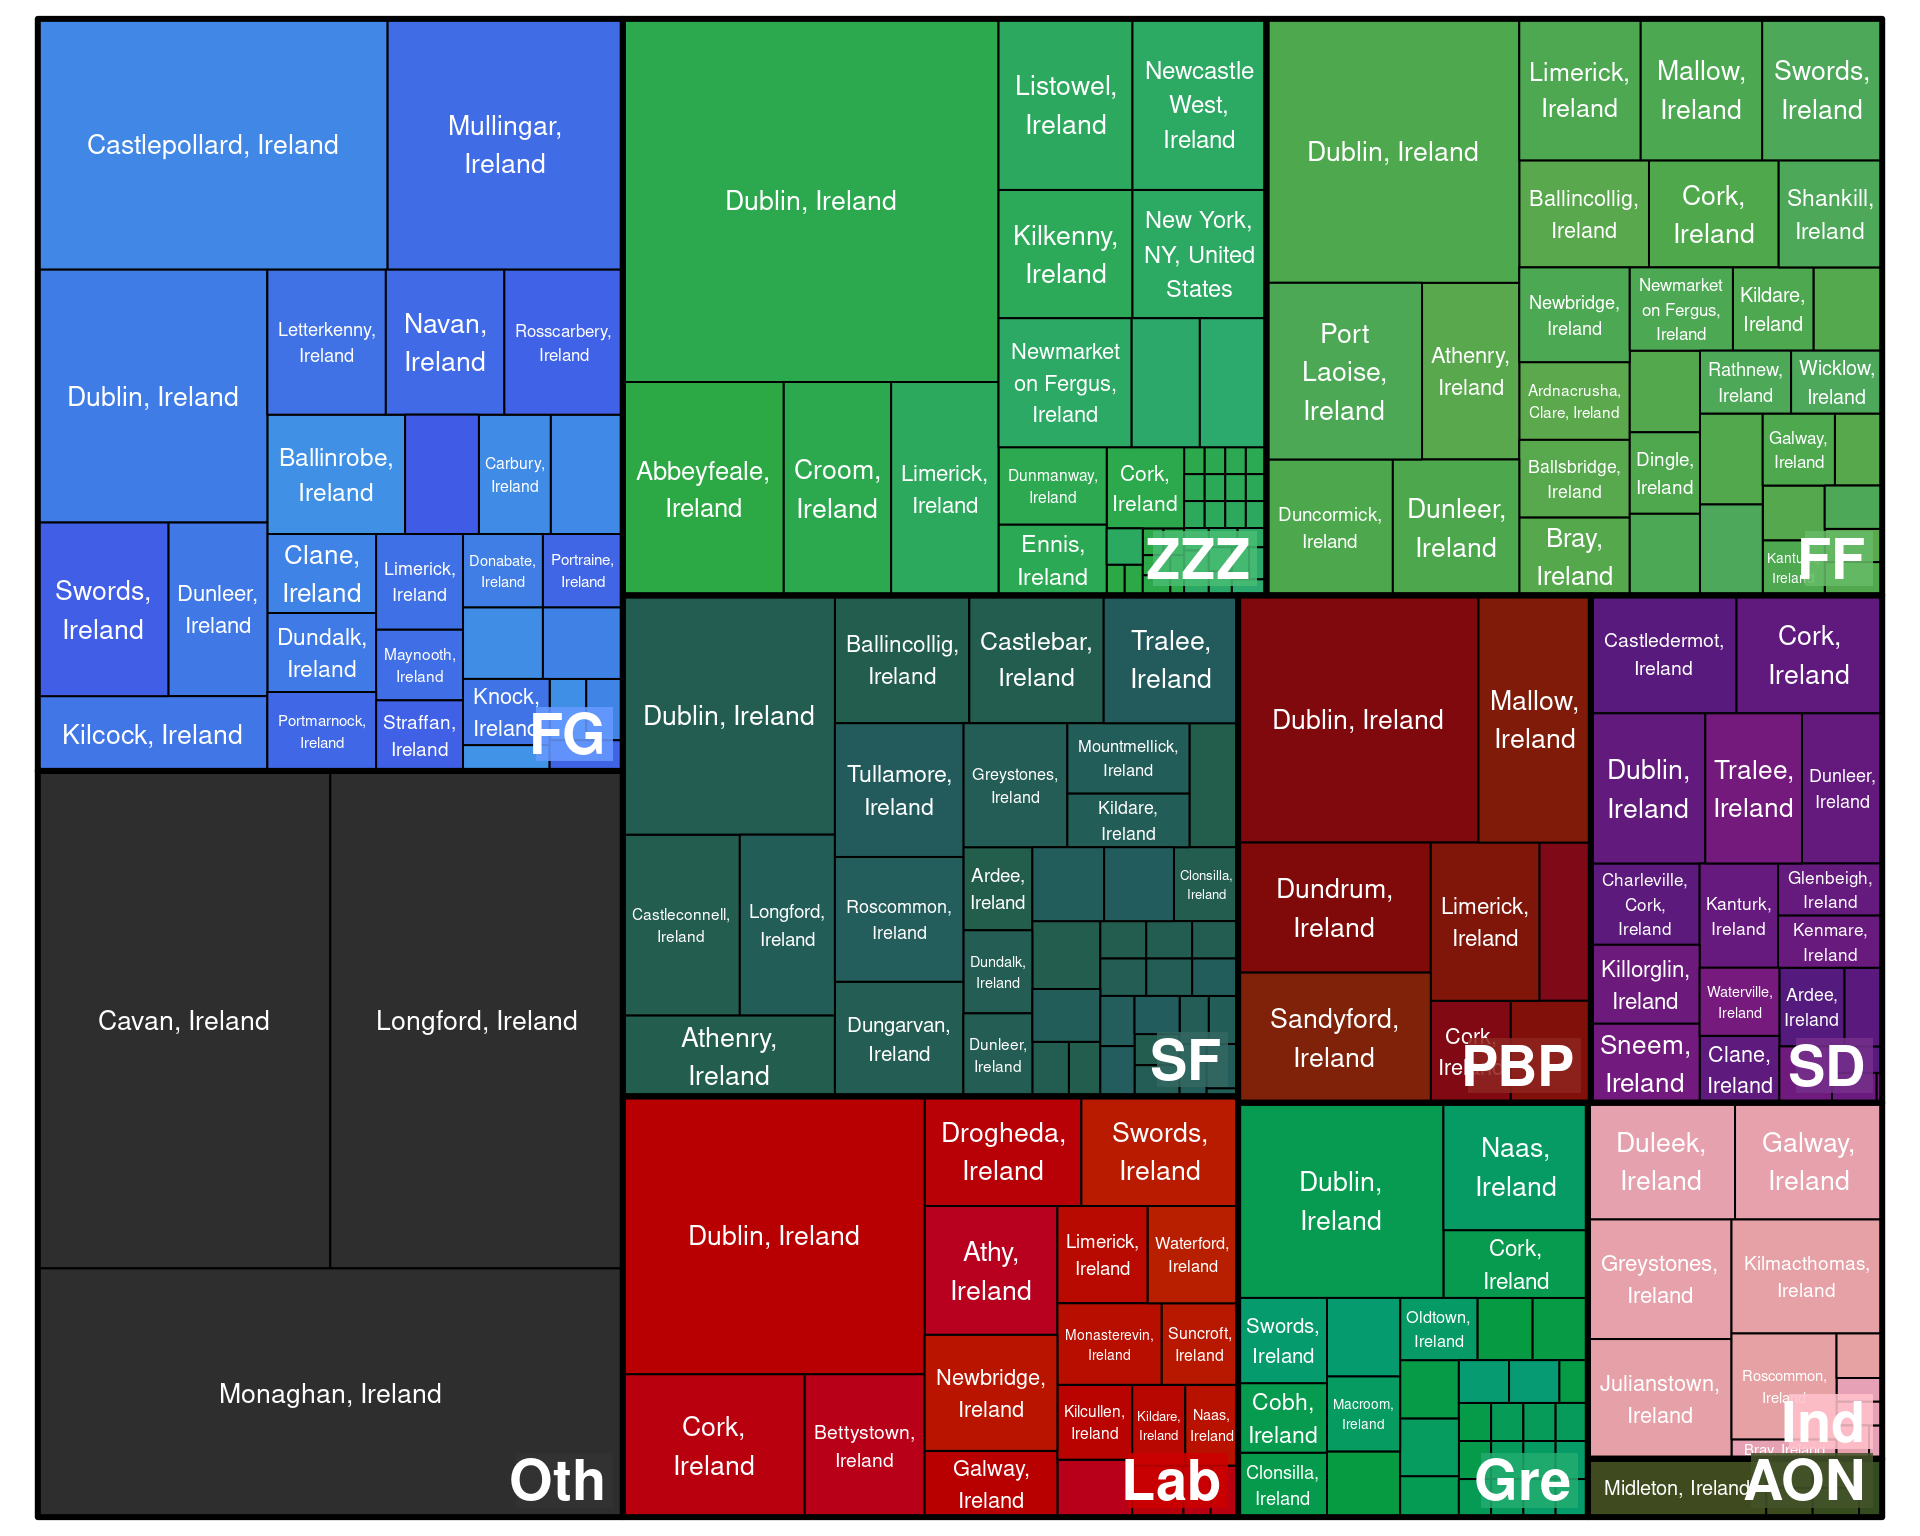 Castlepollard, Ireland
Mullingar,
Ireland
Dublin, Ireland
Letterkenny,
Ireland
Navan,
Ireland
Rosscarbery,
Ireland
Ballinrobe,
Ireland
Carbury,
Ireland
Swords,
Ireland
Dunleer,
Ireland
Clane,
Ireland
Limerick,
Ireland
Donabate,
Ireland
Portraine,
Ireland
Dundalk,
Ireland
Maynooth,
Ireland
Kilcock, Ireland
Portmarnock,
Ireland
Straffan,
Ireland
Knock,
Ireland
FG
Cavan, Ireland
Longford, Ireland
Monaghan, Ireland
Oth
Dublin, Ireland
Listowel,
Ireland
Newcastle
West,
Ireland
Kilkenny,
Ireland
New York,
NY, United
States
Newmarket
on Fergus,
Ireland
Abbeyfeale,
Ireland
Croom,
Ireland
Limerick,
Ireland
Dunmanway,
Ireland
Cork,
Ireland
Ennis,
Ireland
ZZZ
Dublin, Ireland
Limerick,
Ireland
Mallow,
Ireland
Swords,
Ireland
Ballincollig,
Ireland
Cork,
Ireland
Shankill,
Ireland
Port
Laoise,
Ireland
Athenry,
Ireland
Newbridge,
Ireland
Newmarket
on Fergus,
Ireland
Kildare,
Ireland
Ardnacrusha,
Clare, Ireland
Rathnew,
Ireland
Wicklow,
Ireland
Duncormick,
Ireland
Dunleer,
Ireland
Ballsbridge,
Ireland
Dingle,
Ireland
Galway,
Ireland
Bray,
Ireland
Kantu
Irelan
FF
Dublin, Ireland
Ballincollig,
Ireland
Castlebar,
Ireland
Tralee,
Ireland
Tullamore,
Ireland
Greystones,
Ireland
Mountmellick,
Ireland
Kildare,
Ireland
Castleconnell,
Ireland
Longford,
Ireland
Roscommon,
Ireland
Ardee,
Ireland
Clonsilla,
Ireland
Dundalk,
Ireland
Athenry,
Ireland
Dungarvan,
Ireland
Dunleer,
Ireland
SF
Dublin, Ireland
Mallow,
Ireland
Dundrum,
Ireland
Limerick,
Ireland
Sandyford,
Ireland
Cork,
Ireland
PBP
Castledermot,
Ireland
Cork,
Ireland
Dublin,
Ireland
Tralee,
Ireland
Dunleer,
Ireland
Charleville,
Cork,
Ireland
Kanturk,
Ireland
Glenbeigh,
Ireland
Kenmare,
Ireland
Killorglin,
Ireland
Waterville,
Ireland
Ardee,
Ireland
Sneem,
Ireland
Clane,
Ireland
SD
Dublin, Ireland
Drogheda,
Ireland
Swords,
Ireland
Athy,
Ireland
Limerick,
Ireland
Waterford,
Ireland
Monasterevin,
Ireland
Suncroft,
Ireland
Cork,
Ireland
Bettystown,
Ireland
Newbridge,
Ireland
Kilcullen,
Ireland
Kildare,
Ireland
Naas,
Ireland
Galway,
Ireland
Lab
Dublin,
Ireland
Naas,
Ireland
Cork,
Ireland
Swords,
Ireland
Oldtown,
Ireland
Cobh,
Ireland
Macroom,
Ireland
Clonsilla,
Ireland
Gre
Duleek,
Ireland
Galway,
Ireland
Greystones,
Ireland
Kilmacthomas,
Ireland
Julianstown,
Ireland
Roscommon,
Ireland
Bray, Ireland
Ind
Midleton, Ireland
AON